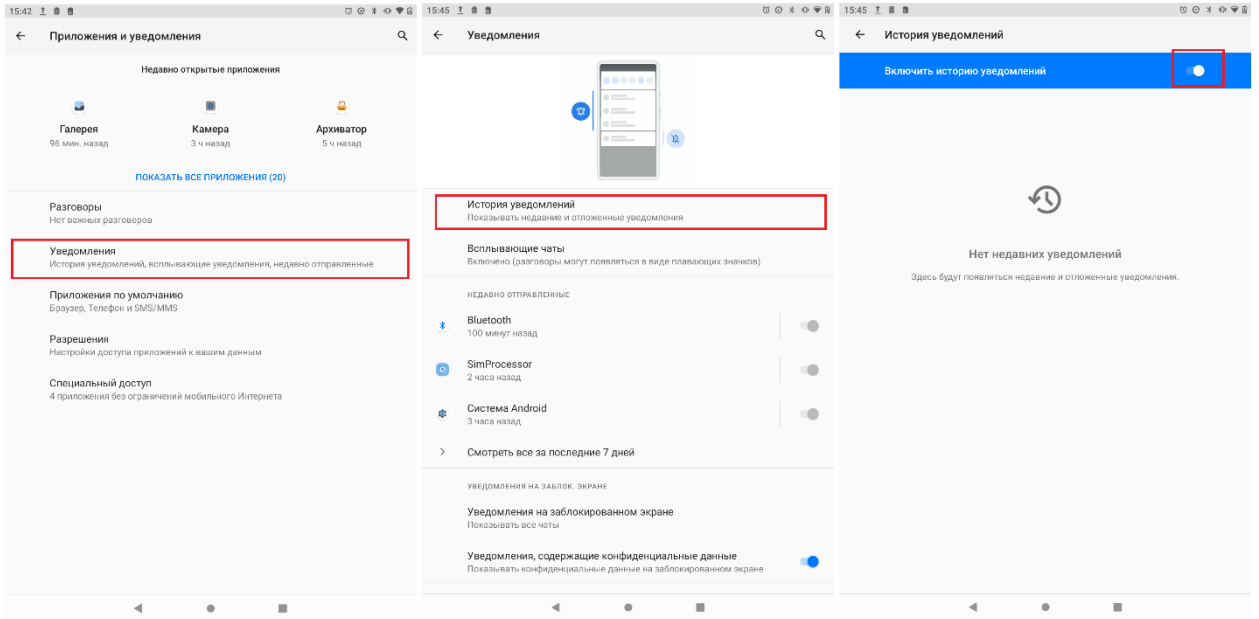 15:42
Приложения и уведомления
Недавно открытые приложения
Галерея
96 мин. назад
Камера
3 ч назад
Архиватор
5 ч назад
ПОКАЗАТЬ ВСЕ ПРИЛОЖЕНИЯ (20)
Разговоры
Нет важных разговоров
Уведомления
История уведомлений, всплывающие уведомления, недавно отправленные
Приложения по умолчанию
Браузер, Телефон и SMS/MMS
Разрешения
Настройки доступа приложений к вашим данным
Специальный доступ
4 приложения без ограничений мобильного Интернета
15:45
Уведомления
История уведомлений
Показывать недавние и отложенные уведомления
Всплывающие чаты
Включено (разговоры могут появляться в виде плавающих значков)
НЕДАВНО ОТПРАВЛЕННЫЕ
Bluetooth
100 минут назад
SimProcessor
2 часа назад
Система Android
3 часа назад
Смотреть все за последние 7 дней
УВЕДОМЛЕНИЯ НА ЗАБЛОК. ЭКРАНЕ
Уведомления на заблокированном экране
Показывать все чаты
Уведомления, содержащие конфиденциальные данные
Показывать конфиденциальные данные на заблокированном экране
15:45
История уведомлений
Включить историю уведомлений
Нет недавних уведомлений
Здесь будут появляться недавние и отложенные уведомления.